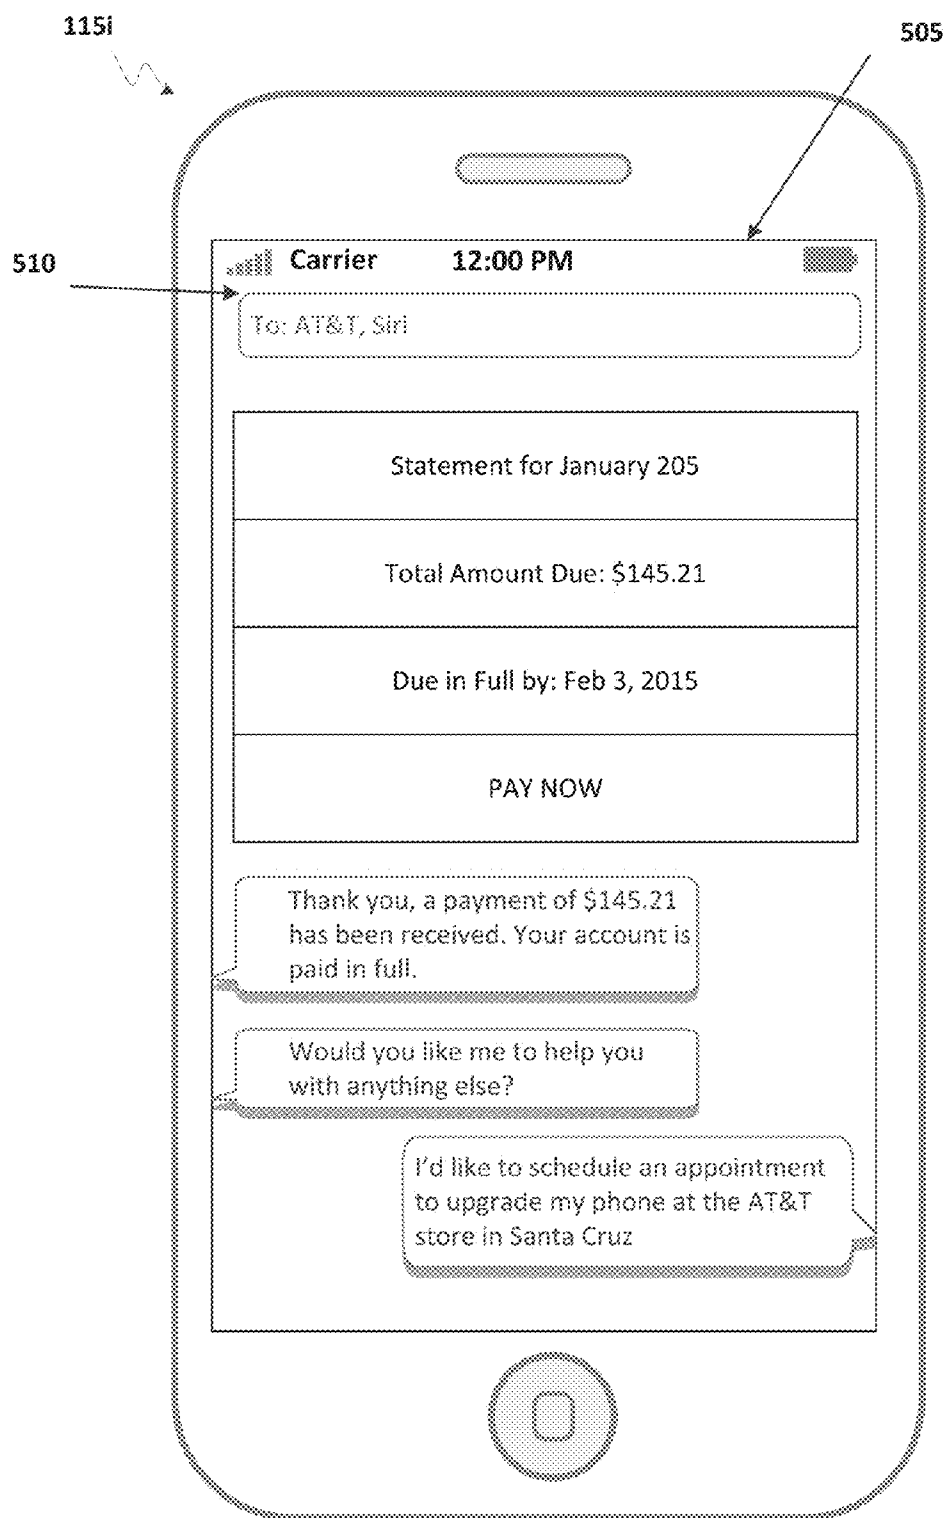 115i
505
510
Carrier 12:00 PM
To: AT&T, Siri
Statement for January 205
Total Amount Due: $145.21
Due in Full by: Feb 3, 2015
PAY NOW
Thank you, a payment of $145.21
has been received. Your account is
paid in full.
Would you like me to help you
with anything else?
I'd like to schedule an appointment
to upgrade my phone at the AT&T
store in Santa Cruz